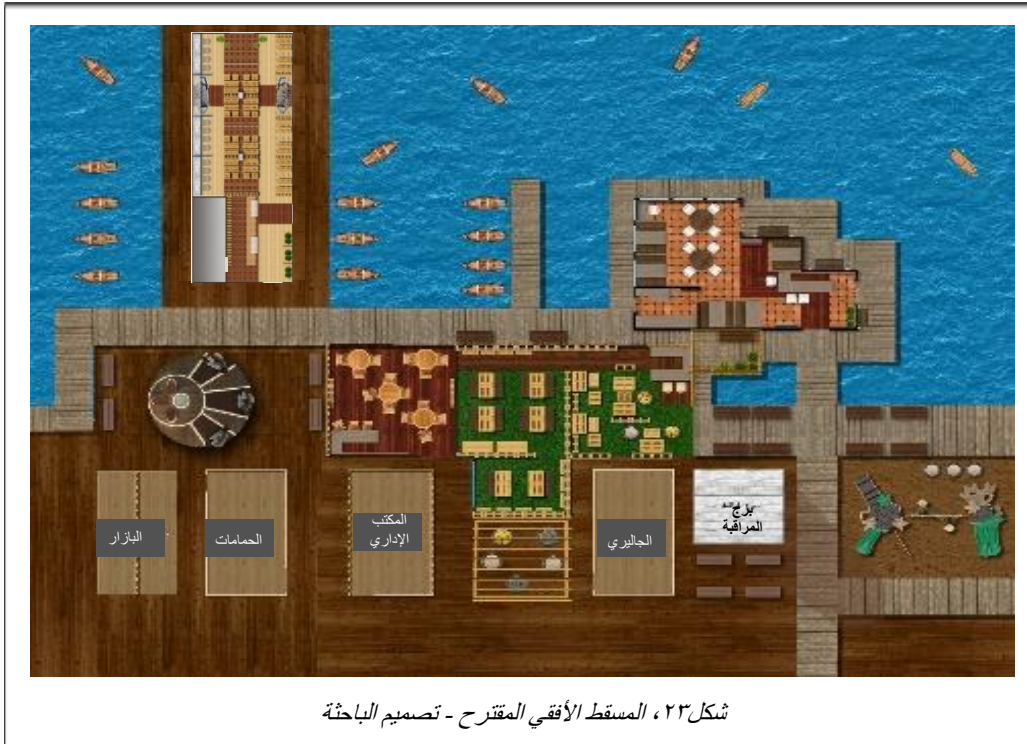 البازار
الحمامات
المكتب
الإداري
الجاليري
برج
المراقبة
شكل٢٣، المسقط الأفقي المقترح - تصميم الباحثة